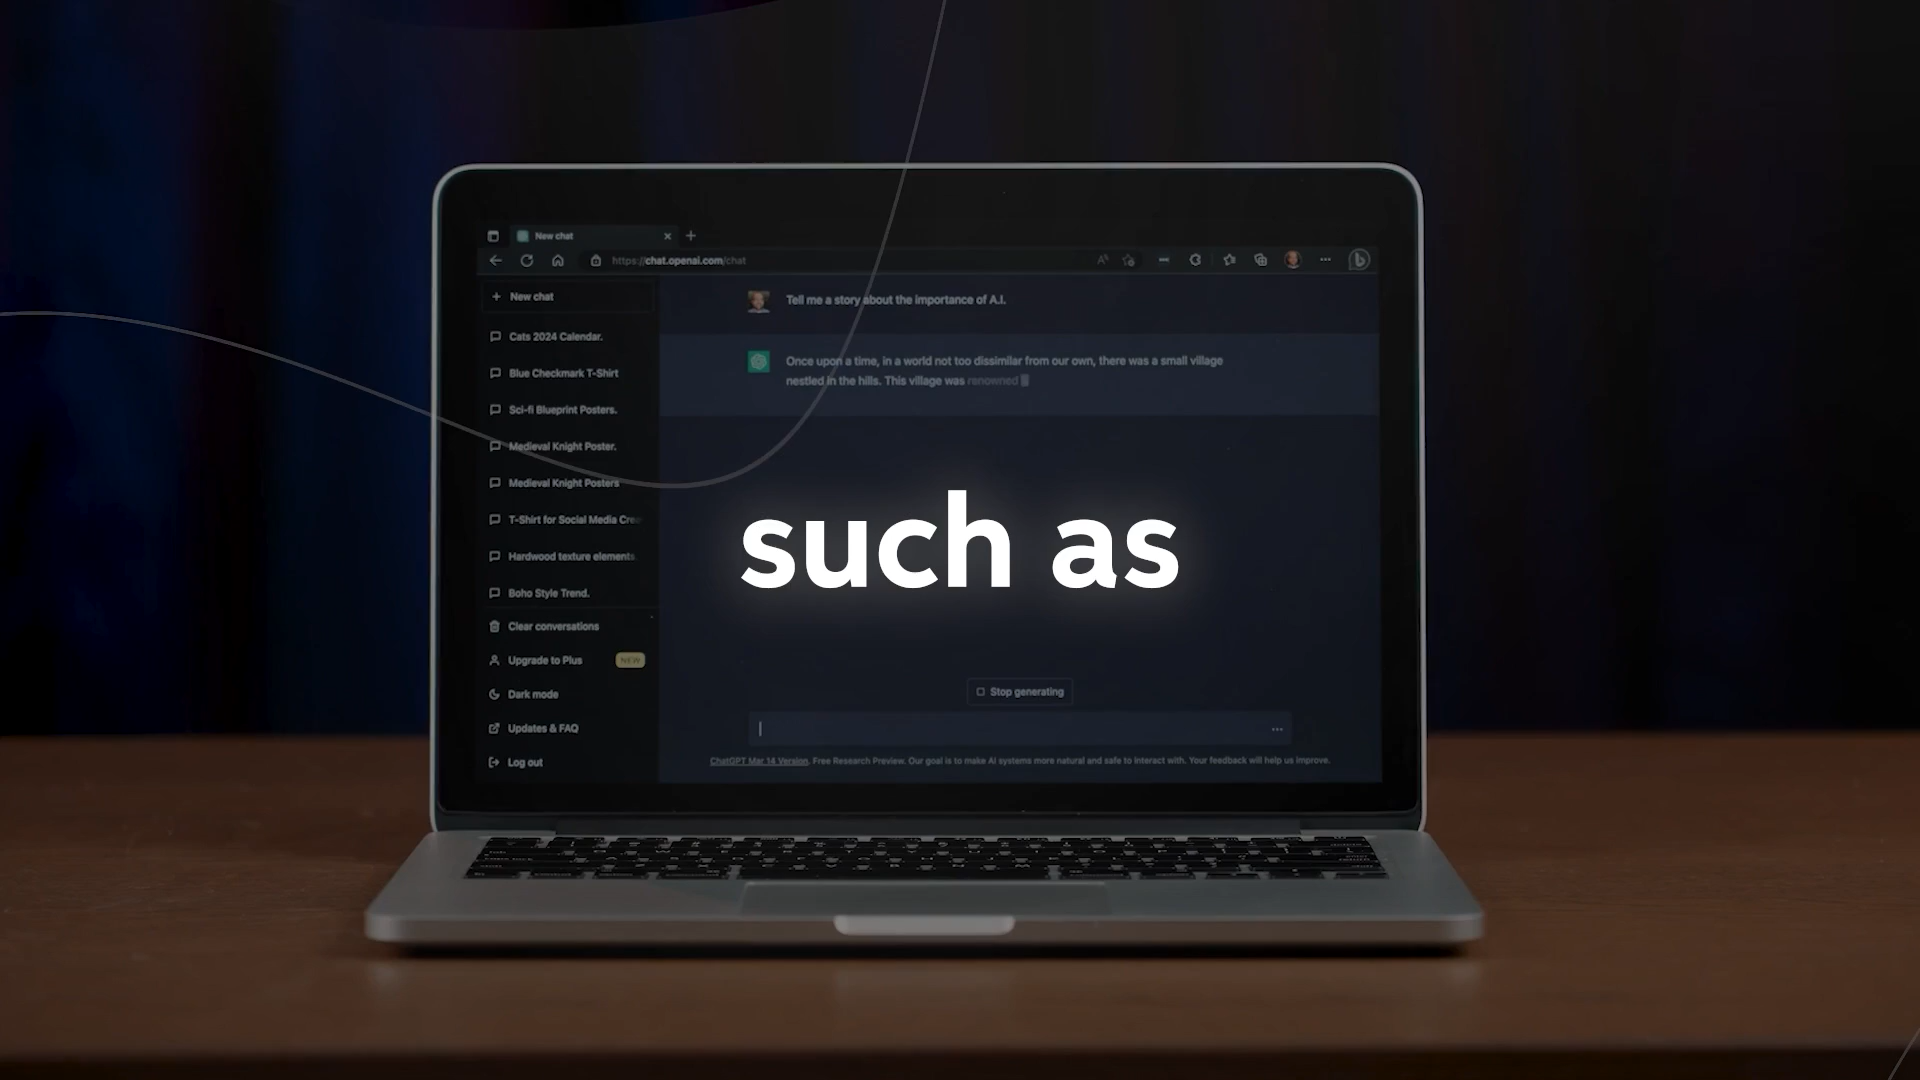 New chat
https://chat.openai.com/chat
New chat
Cats 2024 Calendar.
Blue Checkmark T-Shirt
Sci-fi Blueprint Posters.
Medieval Knight Poster.
Medieval Knight Posters
T-Shirt for Social Media Crea
Hardwood texture elements
Boho Style Trend.
Clear conversations
Upgrade to Plus NEW
Dark mode
Updates & FAQ
Log out
Tell me a story about the importance of A.I.
Once upon a time, in a world not too dissimilar from our own, there was a small village
nestled in the hills. This village was renowned
such as
Stop generating
ChatGPT Mar 14 Version. Free Research Preview. Our goal is to make AI systems more natural and safe to interact with. Your feedback will help us improve.